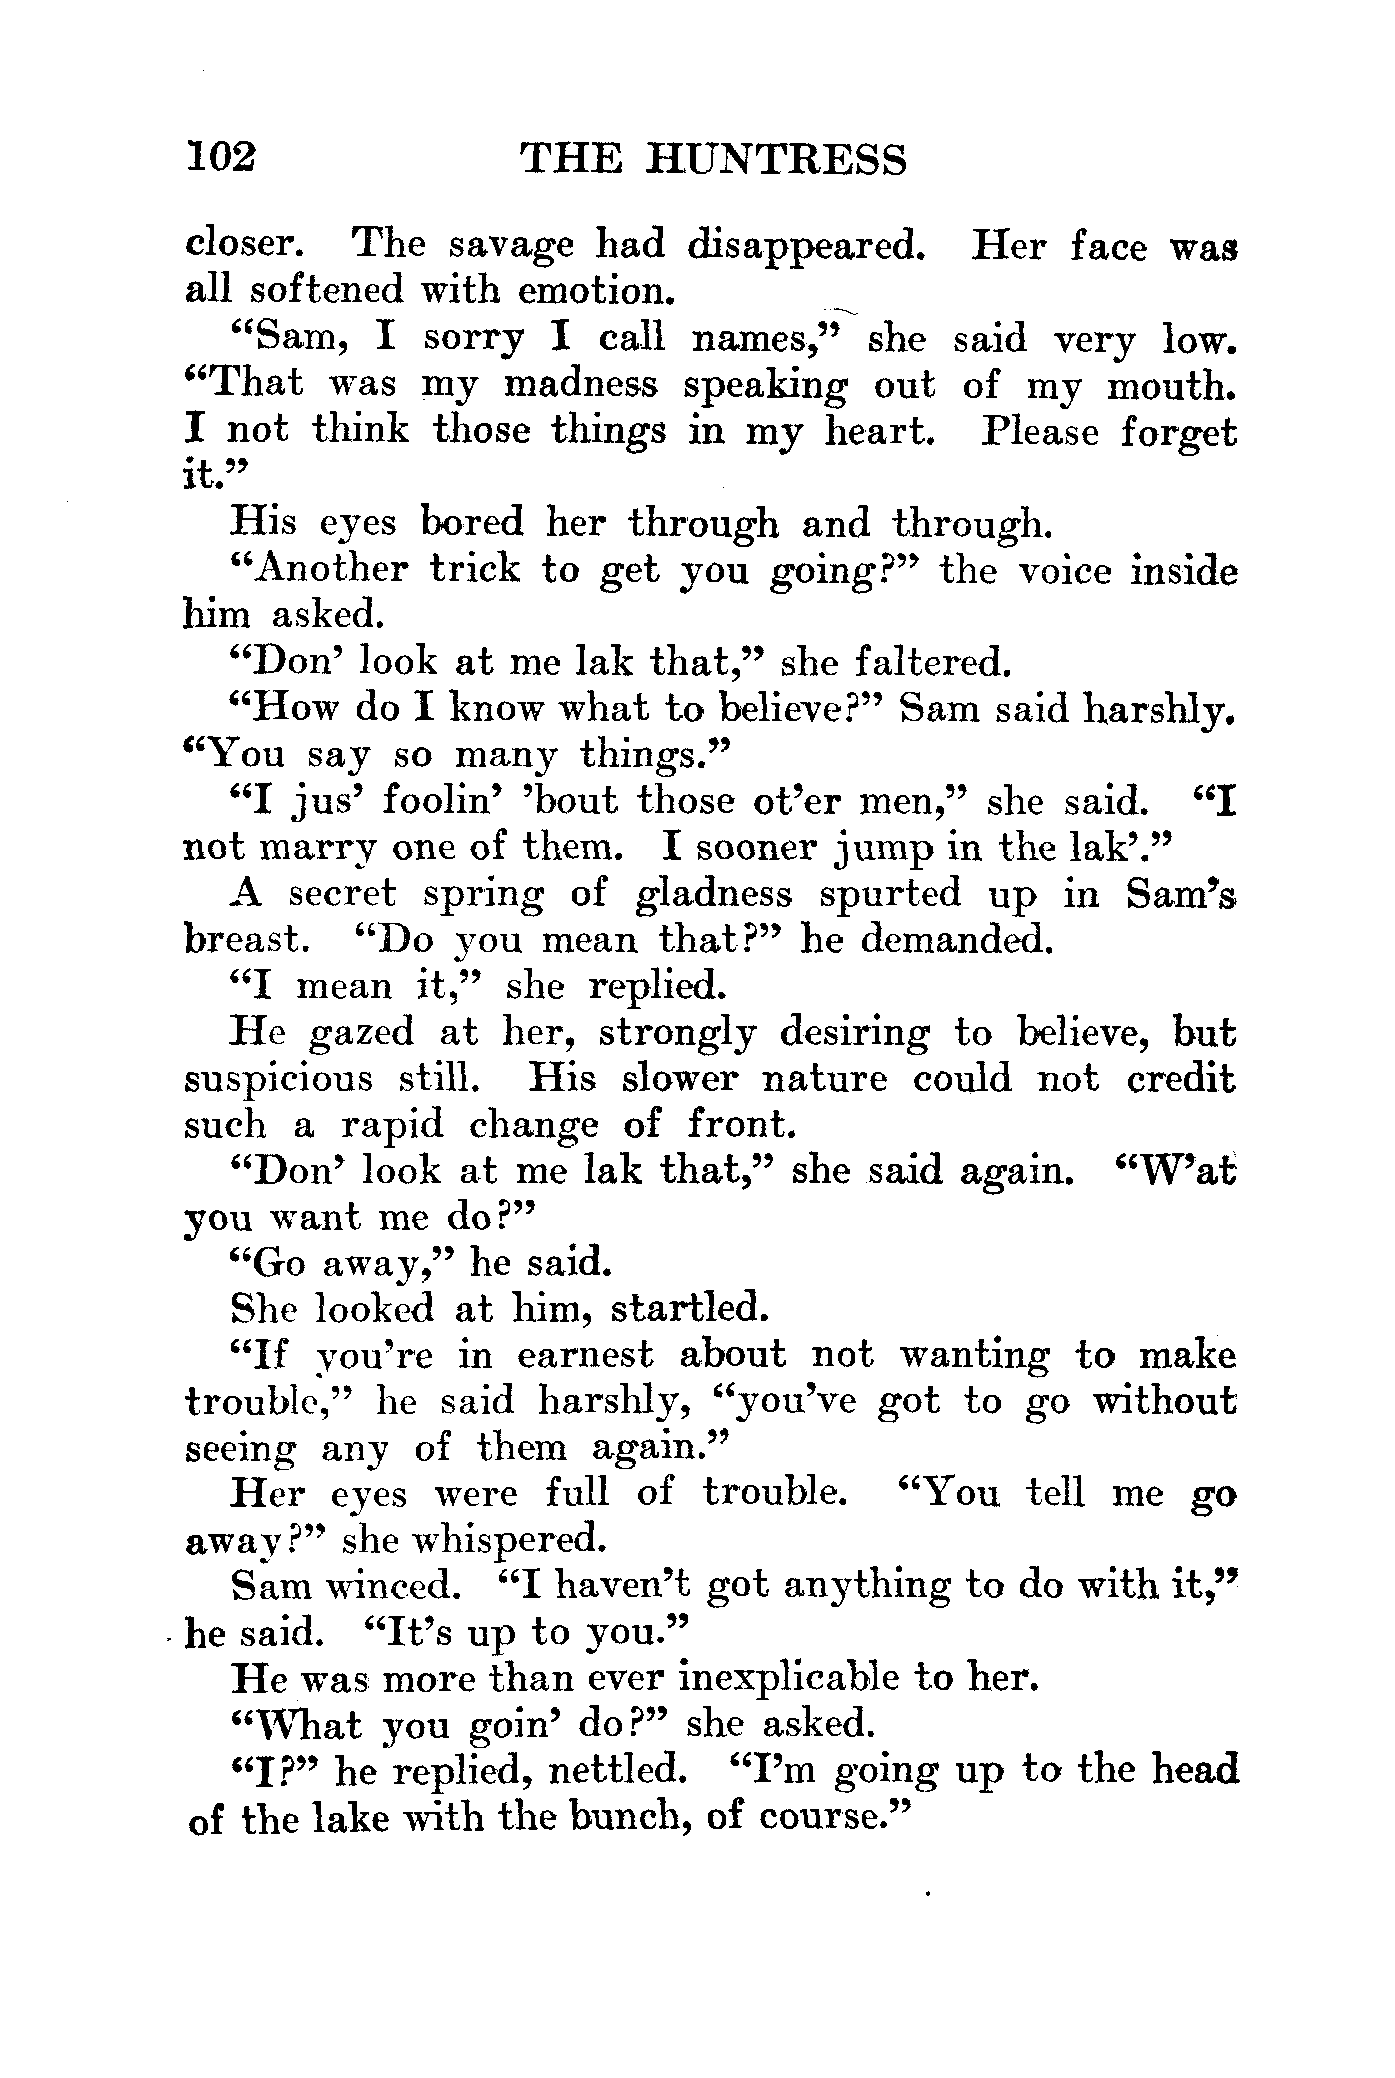 102 THE HUNTRESS
closer. The savage had disappeared. Her face was
all softened with emotion.
“Sam, I sorry I call names,” she said very low.
“That was my madness speaking out of my mouth.
I not think those things in my heart. Please forget
it.”
His eyes bored her through and through.
“Another trick to get you going?” the voice inside
him asked.
“Don’ look at me lak that,” she faltered.
“How do I know what to believe?” Sam said harshly.
“You say so many things.”
“I jus’ foolin’ ’bout those ot’er men,” she said. “I
not marry one of them. I sooner jump in the lak’.”
A secret spring of gladness spurted up in Sam’s
breast. “Do you mean that?” he demanded.
“I mean it,” she replied.
He gazed at her, strongly desiring to believe, but
suspicious still. His slower nature could not credit
such a rapid change of front.
“Don’ look at me lak that,” she said again. “W’at
you want me do?”
“Go away,” he said.
She looked at him, startled.
“If you’re in earnest about not wanting to make
trouble,” he said harshly, “you’ve got to go without
seeing any of them again.”
Her eyes were full of trouble. “You tell me go
away?” she whispered.
Sam winced. “I haven’t got anything to do with it,”
he said. “It’s up to you.”
He was more than ever inexplicable to her.
“What you goin’ do?” she asked.
“I?” he replied, nettled. “I’m going up to the head
of the lake with the bunch, of course.”